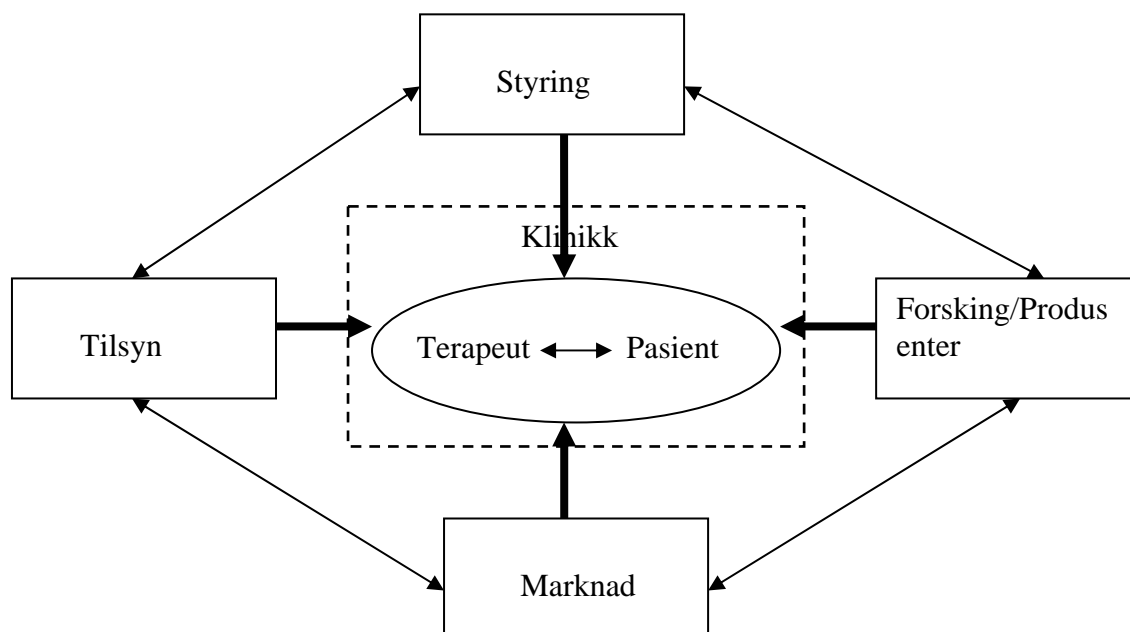 Styring
Klinikk
Tilsyn
Terapeut
Pasient
Forsking/Produs
enter
Marknad